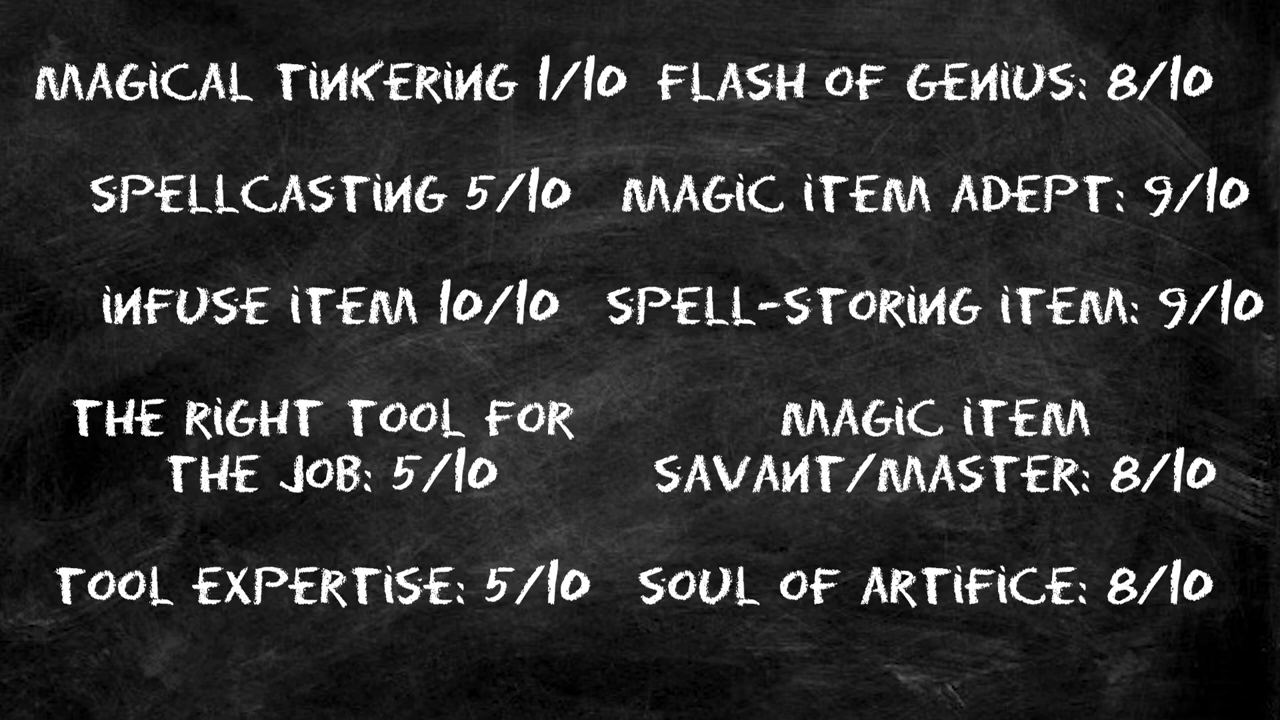 MAGICAL TINKERING 1/10
SPELLCASTING 5/10
INFUSE ITEM 10/10
THE RIGHT TOOL FOR
THE JOB: 5/10
TOOL EXPERTISE: 5/10
FLASH OF GENIUS: 8/10
MAGIC ITEM ADEPT: 9/10
SPELL-STORING ITEM: 9/10
MAGIC ITEM
SAVANT/MASTER: 8/10
SOUL OF ARTIFICE: 8/10